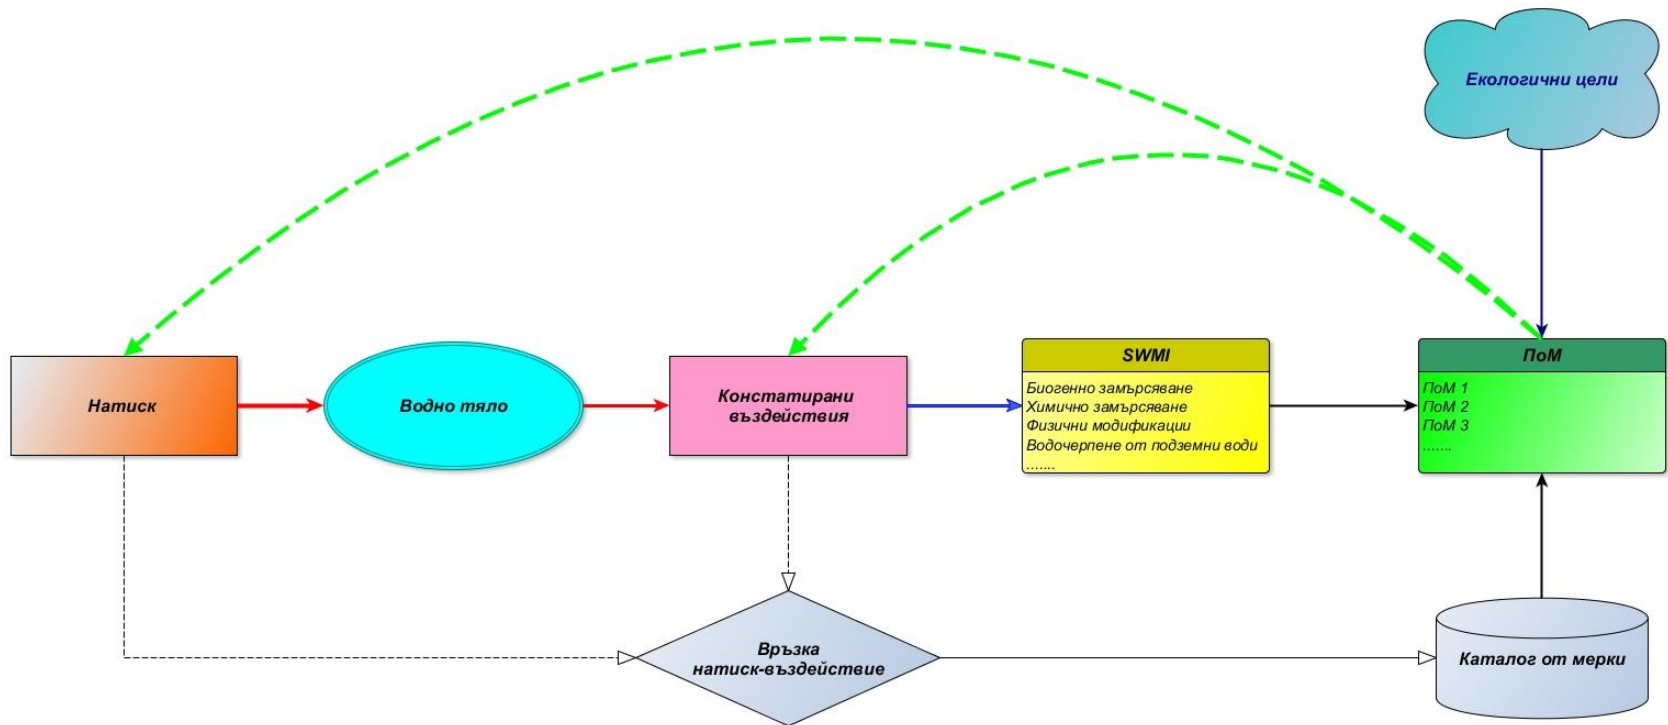 Екологични цели
Натиск
Водно тяло
Констатирани
въздействия
SWMI
Биогенно замърсяване
Химично замърсяване
Физични модификации
Водочерпене от подземни води
.......
ПоМ
ПоМ 1
ПоМ 2
ПоМ 3
.......
Връзка
натиск-въздействие
Каталог от мерки